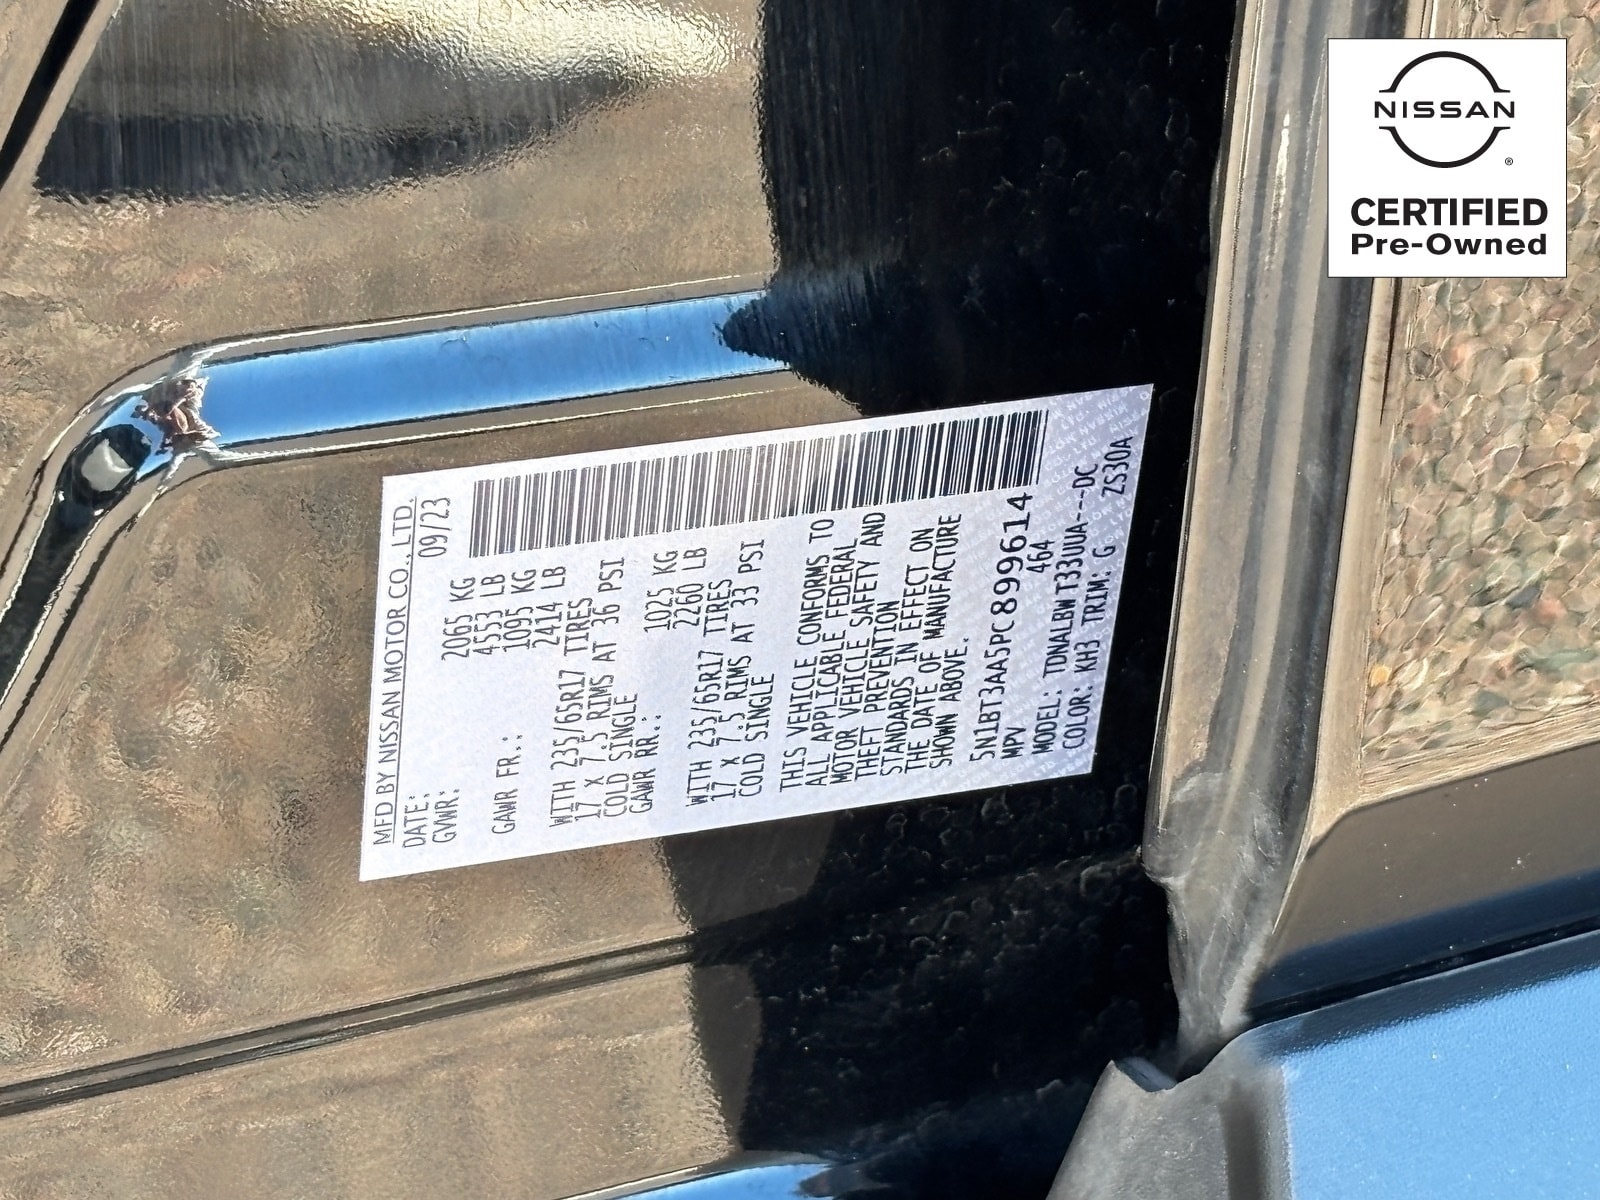 MFD BY NISSAN MOTOR CO., LTD.
DATE: 09/23
GVWR: 2065 KG
4553 LB
GAWR FR.: 1095 KG
2414 LB
WITH 235/65R17 TIRES
17 X 7.5 RIMS AT 36 PSI
COLD SINGLE
GAWR RR.: 1025 KG
2260 LB
WITH 235/65R17 TIRES
17 X 7.5 RIMS AT 33 PSI
COLD SINGLE
THIS VEHICLE CONFORMS TO
ALL APPLICABLE FEDERAL
MOTOR VEHICLE SAFETY AND
THEFT PREVENTION
STANDARDS IN EFFECT ON
THE DATE OF MANUFACTURE
SHOWN ABOVE.
5N1BT3AA5PC899614
MPV 464
MODEL: TDNALBWT33UUA---DC
COLOR: KH3 TRIM: G ZS30A
NISSAN
®
CERTIFIED
Pre-Owned